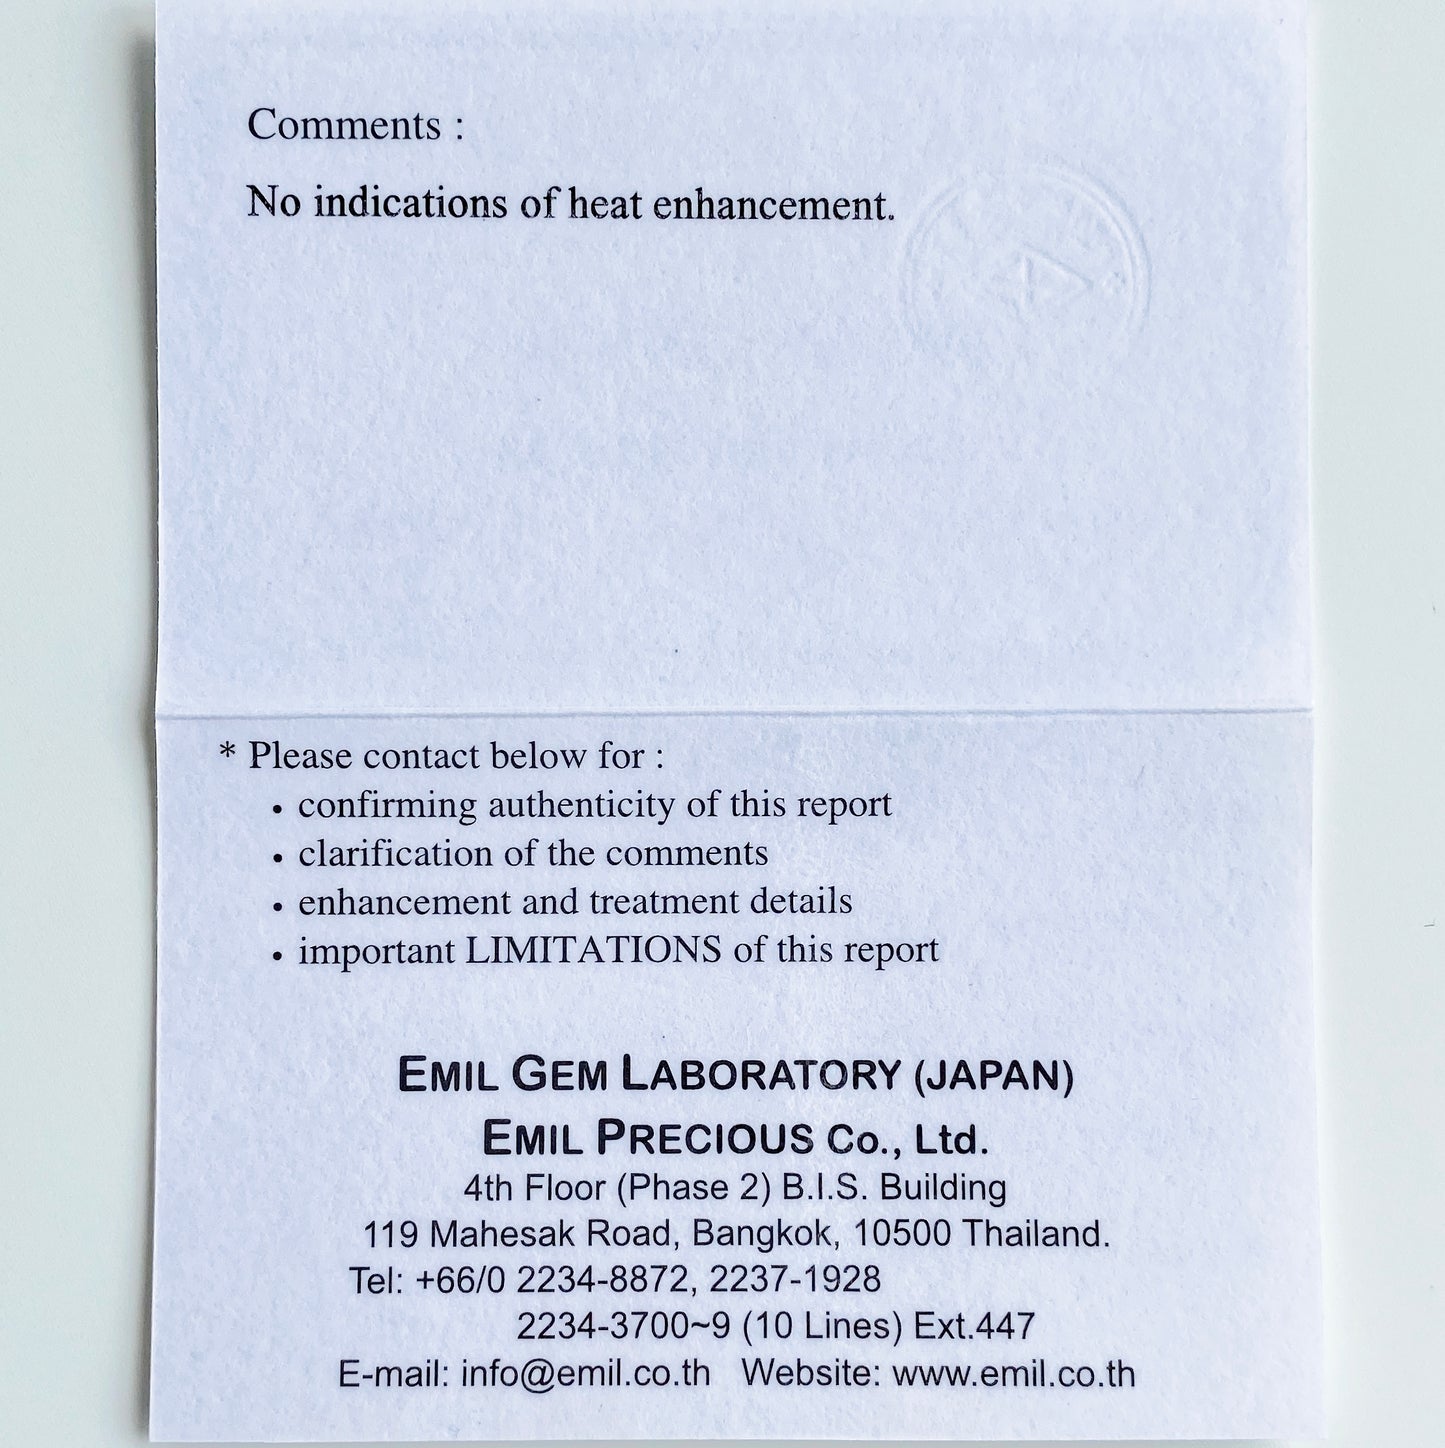 Comments :
No indications of heat enhancement.
* Please contact below for :
• confirming authenticity of this report
• clarification of the comments
• enhancement and treatment details
• important LIMITATIONS of this report
EMIL GEM LABORATORY (JAPAN)
EMIL PRECIOUS Co., Ltd.
4th Floor (Phase 2) B.I.S. Building
119 Mahesak Road, Bangkok, 10500 Thailand.
Tel: +66/0 2234-8872, 2237-1928
2234-3700~9 (10 Lines) Ext.447
E-mail: info@emil.co.th Website: www.emil.co.th